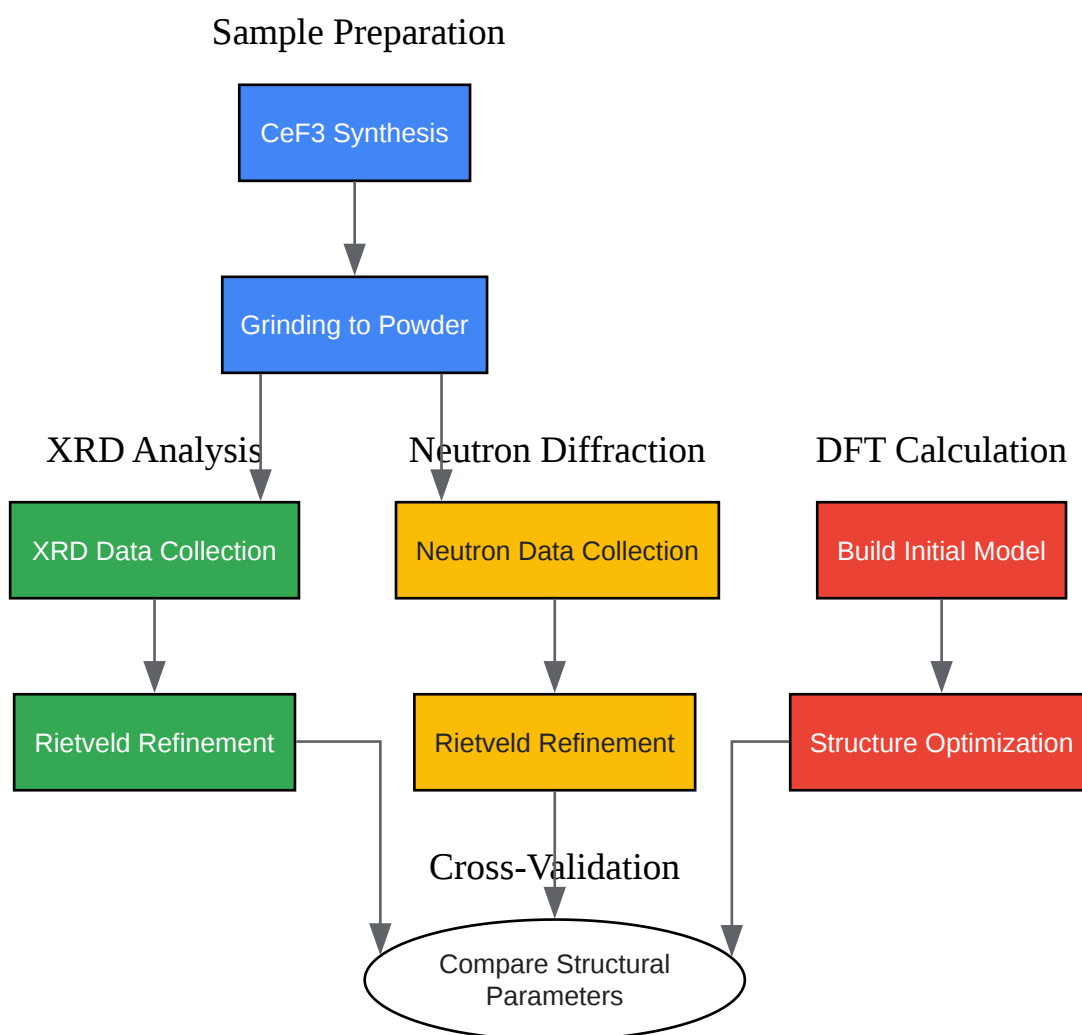 Sample Preparation
CeF3 Synthesis
Grinding to Powder
XRD Analysis
Neutron Diffraction
DFT Calculation
XRD Data Collection
Neutron Data Collection
Build Initial Model
Rietveld Refinement
Rietveld Refinement
Structure Optimization
Cross-Validation
Compare Structural
Parameters